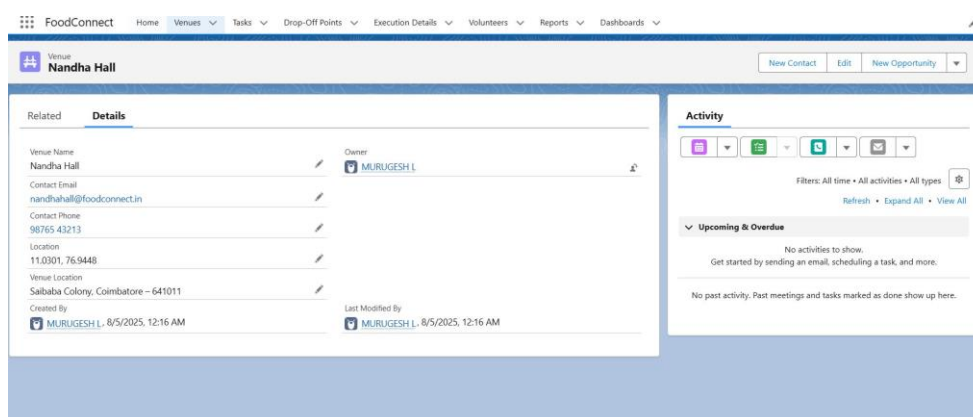 FoodConnect Home Venues Tasks Drop-Off Points Execution Details Volunteers Reports Dashboards
Venue
Nandha Hall
New Contact Edit New Opportunity
Related Details
Venue Name
Nandha Hall
Owner
MURUGESH L
Contact Email
nandhahall@foodconnect.in
Contact Phone
98765 43213
Location
11.0301, 76.9448
Venue Location
Saibaba Colony, Coimbatore – 641011
Created By
MURUGESH L, 8/5/2025, 12:16 AM
Last Modified By
MURUGESH L, 8/5/2025, 12:16 AM
Activity
Filters: All time • All activities • All types
Refresh • Expand All • View All
Upcoming & Overdue
No activities to show.
Get started by sending an email, scheduling a task, and more.
No past activity. Past meetings and tasks marked as done show up here.